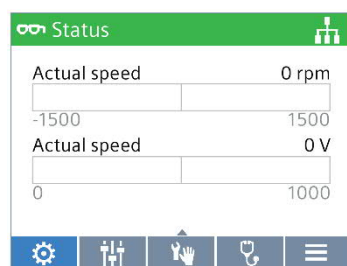 Status
Actual speed 0 rpm
-1500 1500
Actual speed 0 V
0 1000